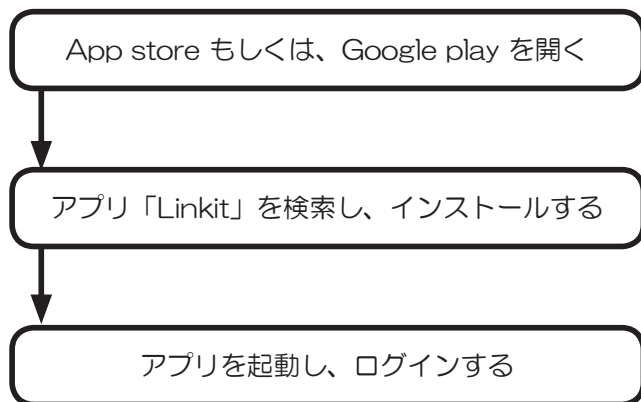 App store もしくは、Google play を開く
アプリ「Linkit」を検索し、インストールする
アプリを起動し、ログインする